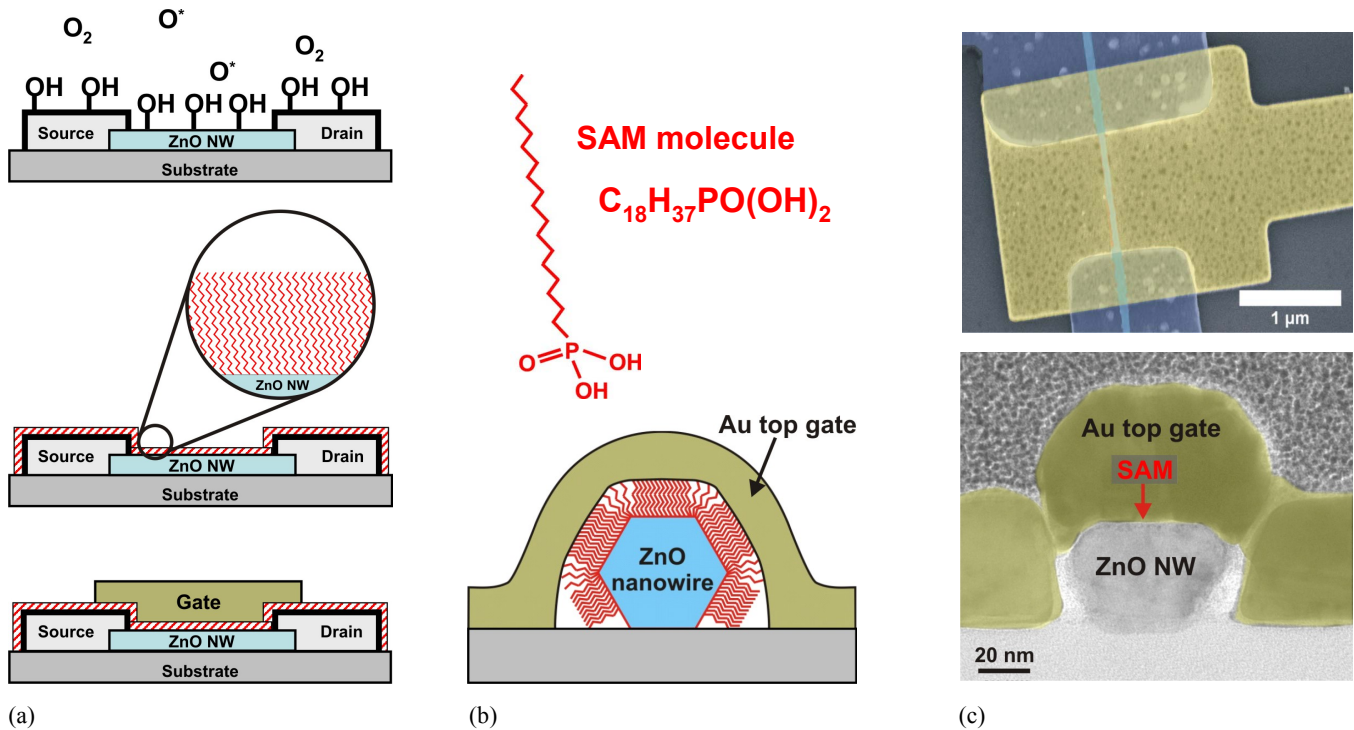 O*
O2
O*
O2
OH
OH
OH
OH
OH
OH
OH
Source
ZnO NW
Drain
Substrate
ZnO NW
Source
ZnO NW
Drain
Substrate
Gate
Source
ZnO NW
Drain
Substrate
(a)
SAM molecule
C18H37PO(OH)2
O
P
OH
OH
Au top gate
ZnO
nanowire
(b)
1 µm
Au top gate
SAM
ZnO NW
20 nm
(c)